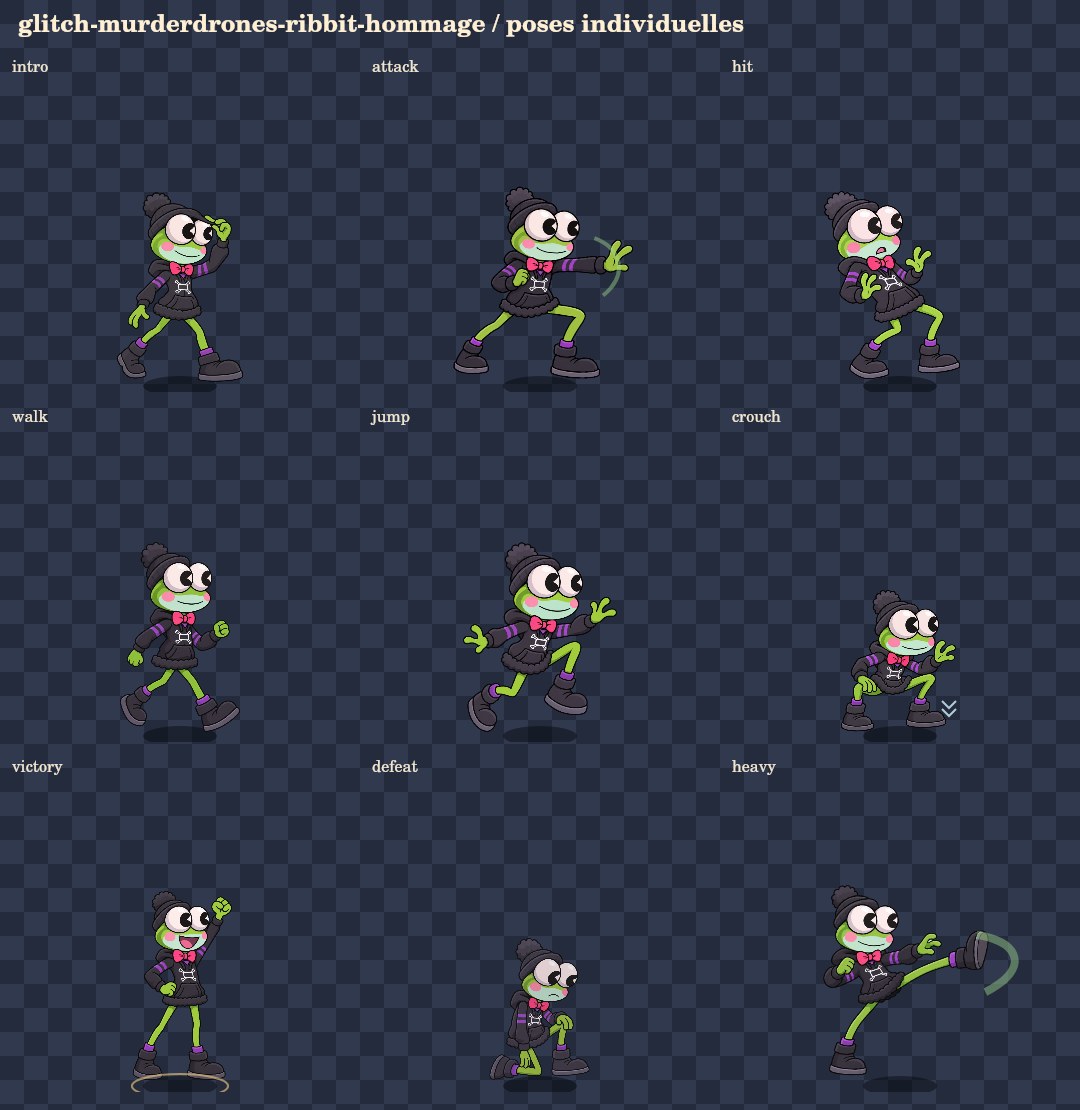 glitch-murderdrones-ribbit-hommage / poses individuelles
intro
attack
hit
walk
jump
crouch
victory
defeat
heavy